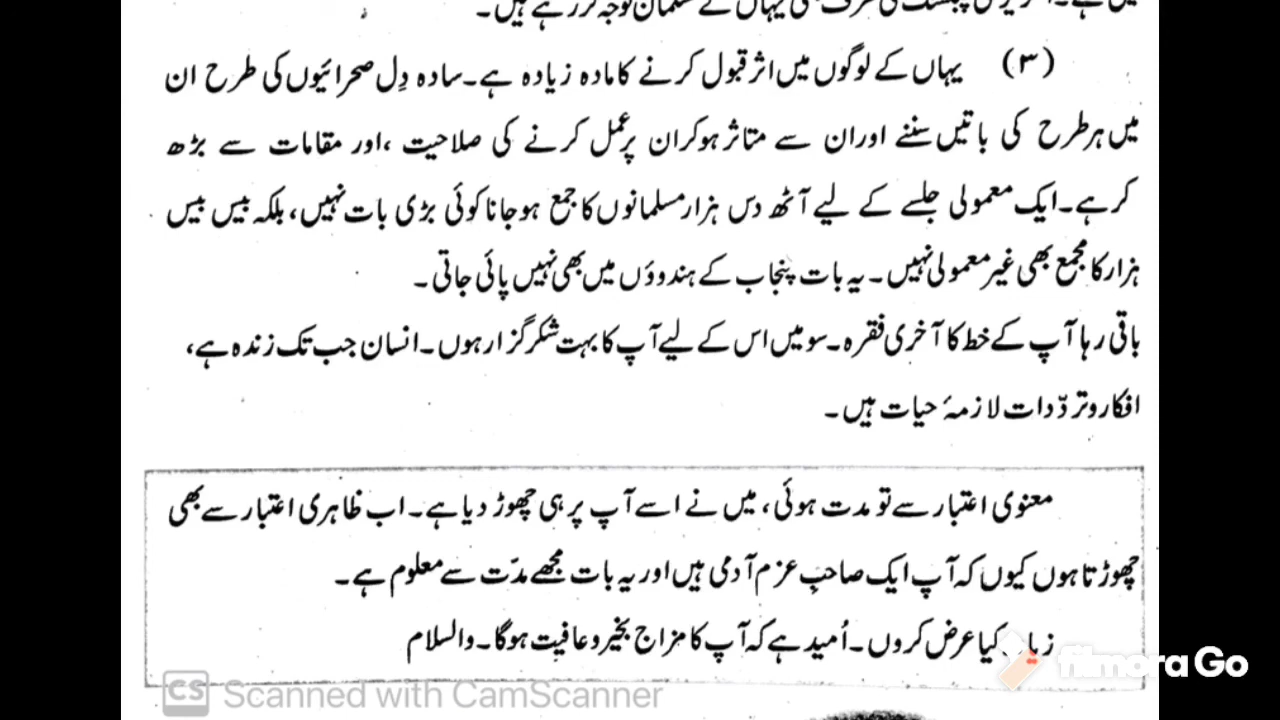 یہاں کے مسلمان توجہ کر رہے ہیں۔
(۳) یہاں کے لوگوں میں اثر قبول کرنے کا مادہ زیادہ ہے۔ سادہ دِل صحرائیوں کی طرح ان
میں ہر طرح کی باتیں سننے اور ان سے متاثر ہو کر ان پر عمل کرنے کی صلاحیت ،اور مقامات سے بڑھ
کر ہے۔ ایک معمولی جلسے کے لیے آٹھ دس ہزار مسلمانوں کا جمع ہو جانا کوئی بڑی بات نہیں، بلکہ بیس بیس
ہزار کا مجمع بھی غیر معمولی نہیں۔ یہ بات پنجاب کے ہندوؤں میں بھی نہیں پائی جاتی۔
باقی رہا آپ کے خط کا آخری فقرہ۔ سو میں اس کے لیے آپ کا بہت شکر گزار ہوں۔ انسان جب تک زندہ ہے،
افکار و تردّدات لازمۂ حیات ہیں۔
معنوی اعتبار سے تو مدت ہوئی، میں نے اسے آپ پر ہی چھوڑ دیا ہے۔ اب ظاہری اعتبار سے بھی
چھوڑتا ہوں کیوں کہ آپ ایک صاحبِ عزم آدمی ہیں اور یہ بات مجھے مدّت سے معلوم ہے۔
کیا عرض کروں۔ اُمید ہے کہ آپ کا مزاج بخیر و عافیت ہوگا۔ والسلام
CS Scanned with CamScanner
filmora Go